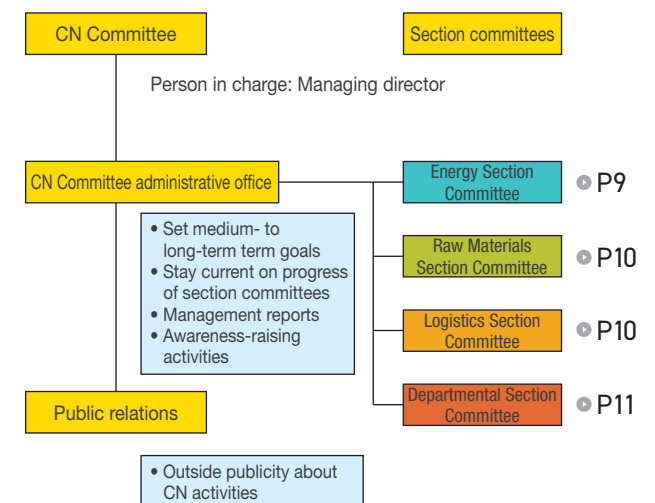 CN Committee
Section committees
Person in charge: Managing director
CN Committee administrative office
Energy Section
Committee
P9
• Set medium- to
long-term term goals
• Stay current on progress
of section committees
• Management reports
• Awareness-raising
activities
Raw Materials
Section Committee
P10
Logistics Section
Committee
P10
Departmental Section
Committee
P11
Public relations
• Outside publicity about
CN activities